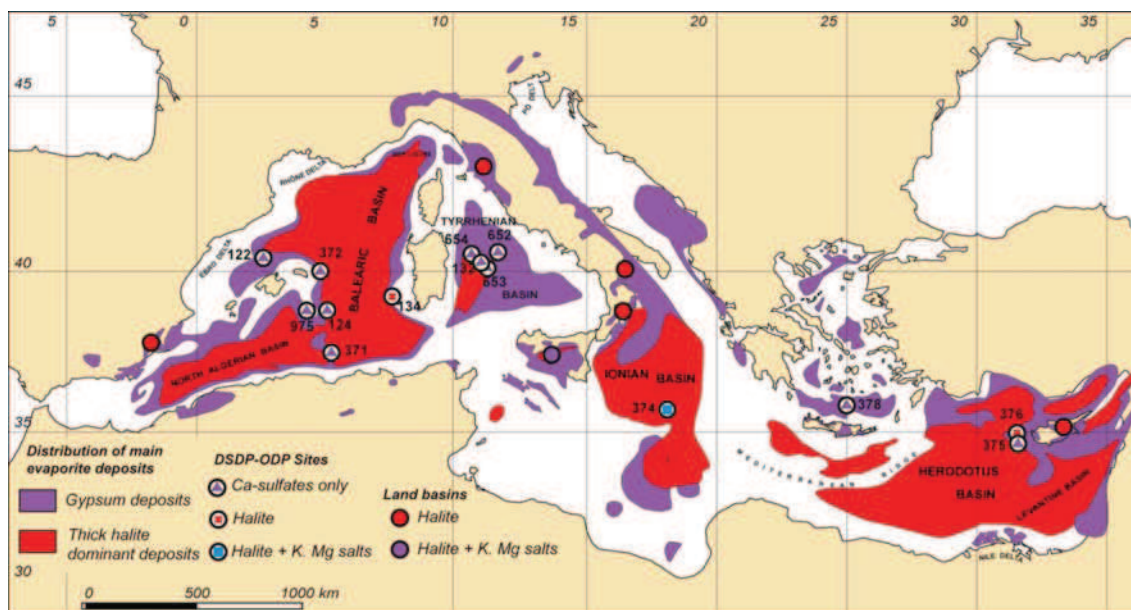 5
0
5
10
15
20
25
30
35
45
40
35
30
PO DELTA
RHÔNE DELTA
EBRO DELTA
BALEARIC BASIN
TYRRHENIAN
BASIN
654
652
653
132
122
372
134
975
124
371
NORTH ALGERIAN BASIN
IONIAN
BASIN
374
378
376
375
MEDITERRANEAN RIDGE
HERODOTUS
BASIN
LEVANTINE BASIN
NILE DELTA
Distribution of main
evaporite deposits
Gypsum deposits
Thick halite
dominant deposits
DSDP-ODP Sites
Ca-sulfates only
Halite
Halite + K. Mg salts
Land basins
Halite
Halite + K. Mg salts
0 500 1000 km